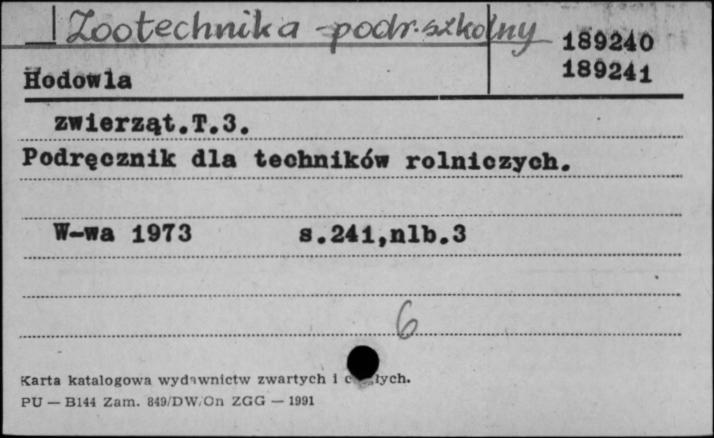 Zootechnika - podr. szkolny
189240
Hodowla
189241
zwierząt.T.3.
Podręcznik dla techników rolniczych.
W-wa 1973 s.241,nlb.3
6
Karta katalogowa wydawnictw zwartych i
PU — B144 Zam. 849/DW/On ZGG — 1991